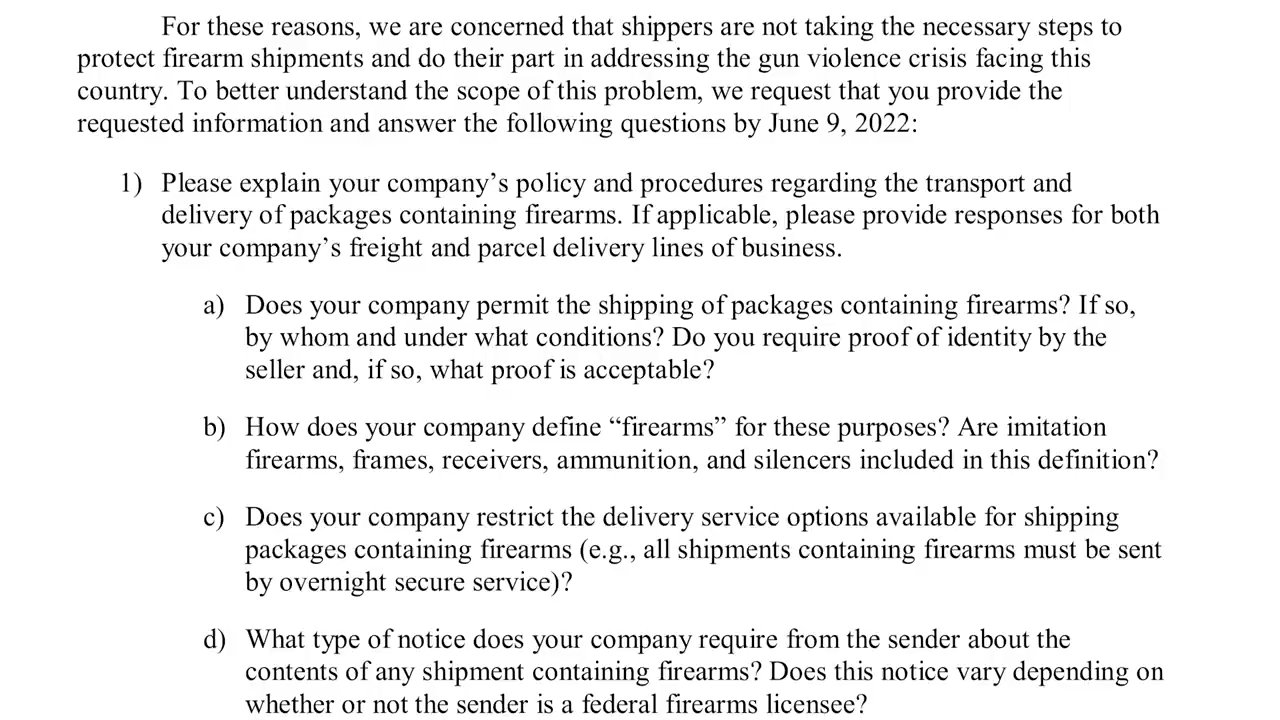 For these reasons, we are concerned that shippers are not taking the necessary steps to
protect firearm shipments and do their part in addressing the gun violence crisis facing this
country. To better understand the scope of this problem, we request that you provide the
requested information and answer the following questions by June 9, 2022:
1) Please explain your company’s policy and procedures regarding the transport and
delivery of packages containing firearms. If applicable, please provide responses for both
your company’s freight and parcel delivery lines of business.
a) Does your company permit the shipping of packages containing firearms? If so,
by whom and under what conditions? Do you require proof of identity by the
seller and, if so, what proof is acceptable?
b) How does your company define “firearms” for these purposes? Are imitation
firearms, frames, receivers, ammunition, and silencers included in this definition?
c) Does your company restrict the delivery service options available for shipping
packages containing firearms (e.g., all shipments containing firearms must be sent
by overnight secure service)?
d) What type of notice does your company require from the sender about the
contents of any shipment containing firearms? Does this notice vary depending on
whether or not the sender is a federal firearms licensee?